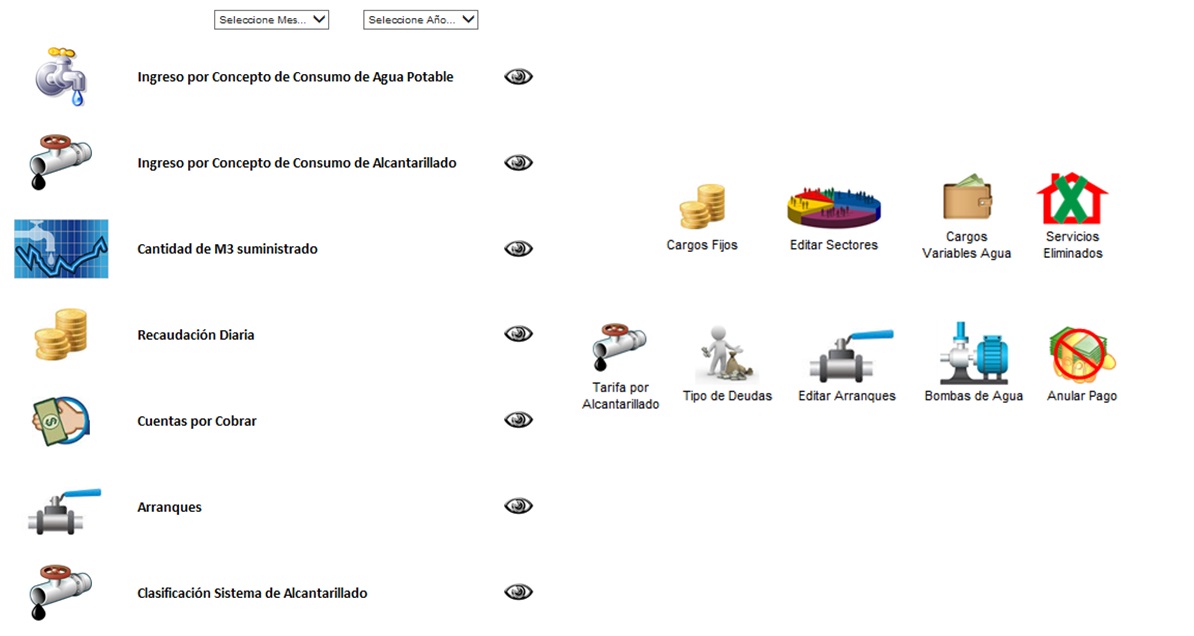 Seleccione Mes...
Seleccione Año...
Ingreso por Concepto de Consumo de Agua Potable
Ingreso por Concepto de Consumo de Alcantarillado
Cantidad de M3 suministrado
Recaudación Diaria
Cuentas por Cobrar
Arranques
Clasificación Sistema de Alcantarillado
Cargos Fijos
Editar Sectores
Cargos
Variables Agua
Servicios
Eliminados
Tarifa por
Alcantarillado
Tipo de Deudas
Editar Arranques
Bombas de Agua
Anular Pago